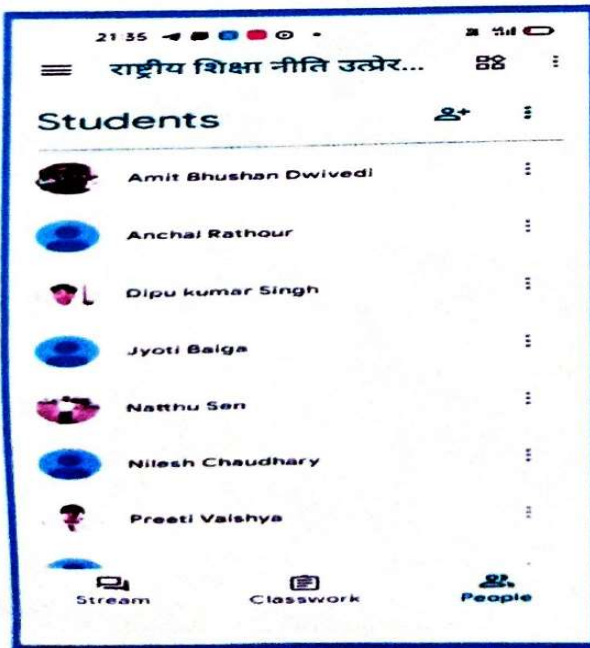 21:35
राष्ट्रीय शिक्षा नीति उत्प्रेर...
Students
Amit Bhushan Dwivedi
Anchal Rathour
Dipu kumar Singh
Jyoti Baiga
Natthu Sen
Nilesh Chaudhary
Preeti Vaishya
Stream
Classwork
People